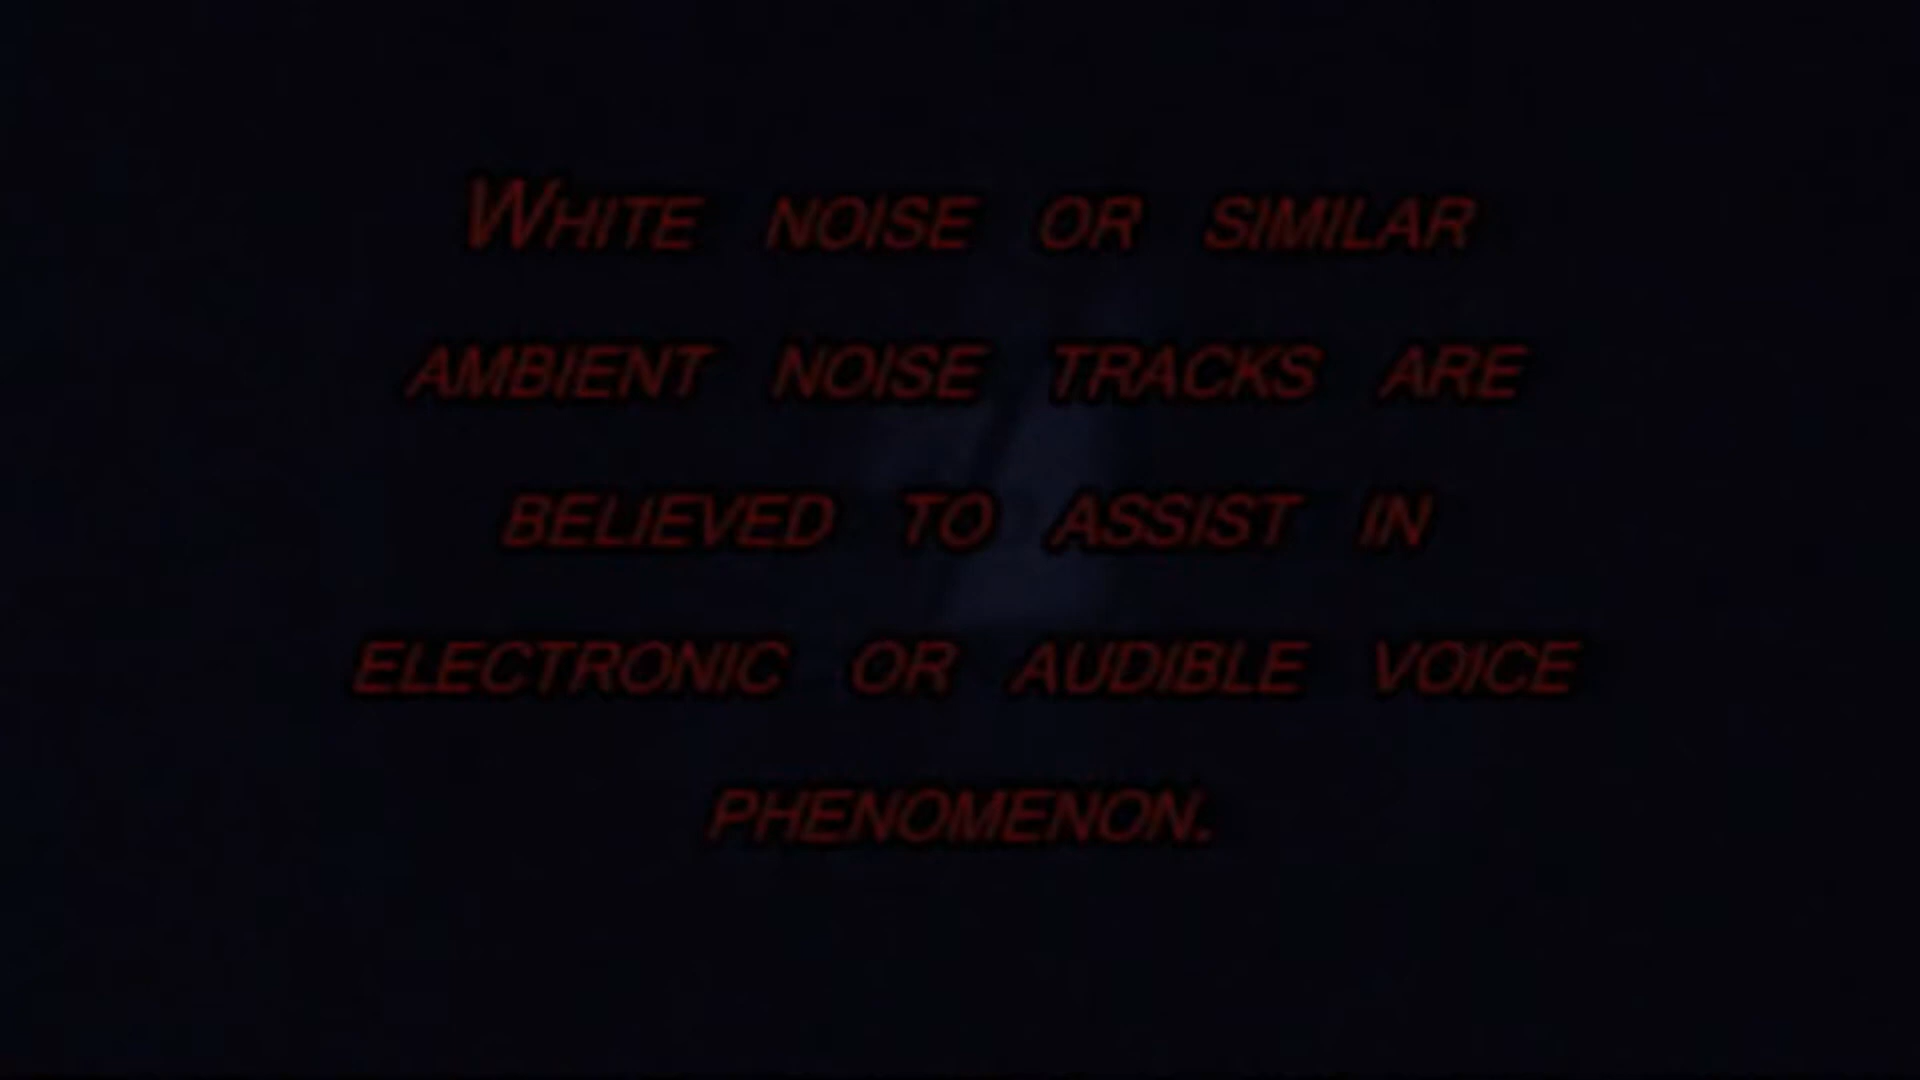 WHITE NOISE OR SIMILAR
AMBIENT NOISE TRACKS ARE
BELIEVED TO ASSIST IN
ELECTRONIC OR AUDIBLE VOICE
PHENOMENON.